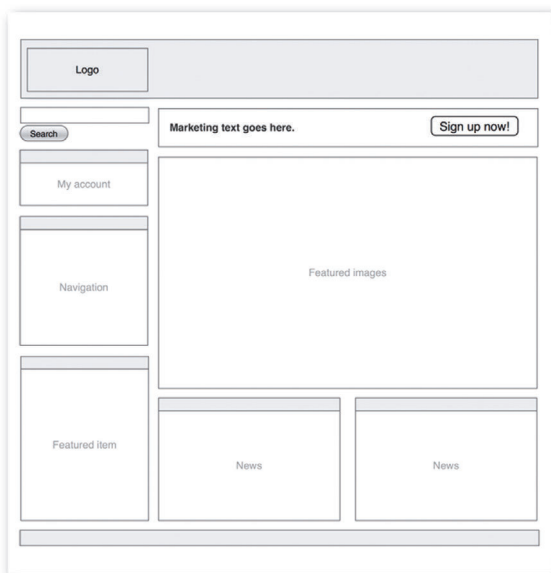 Logo
Search
Marketing text goes here.
Sign up now!
My account
Featured images
Navigation
Featured item
News
News